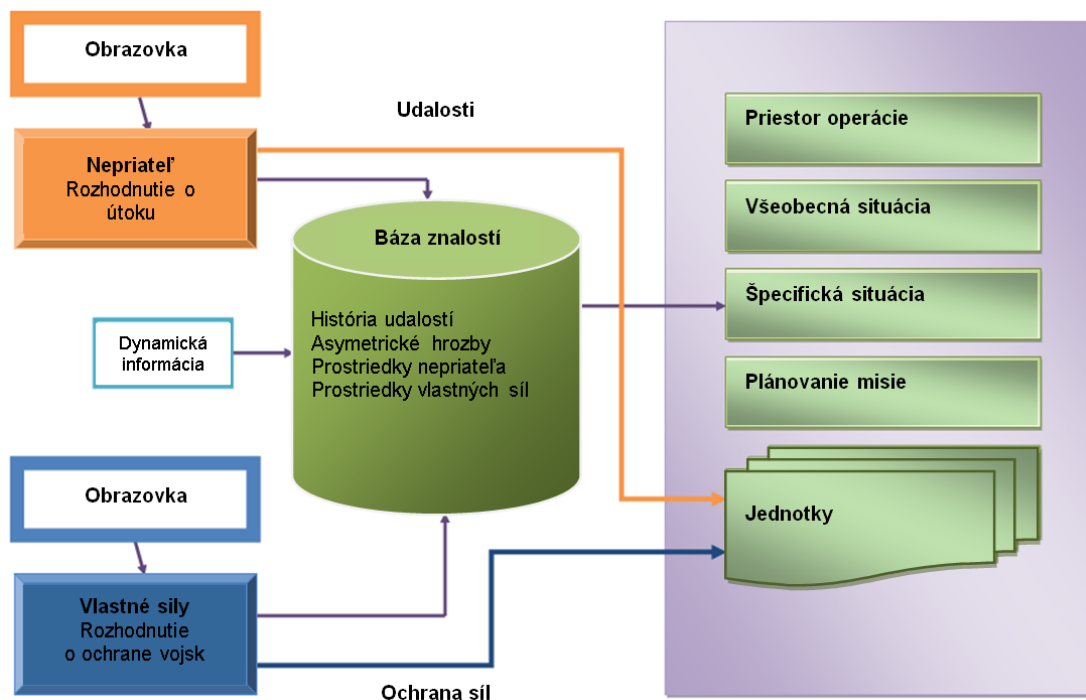 Obrazovka
Udalosti
Nepriateľ
Rozhodnutie o
útoku
Báza znalostí
História udalostí
Asymetrické hrozby
Prostriedky nepriateľa
Prostriedky vlastných síl
Dynamická
informácia
Obrazovka
Vlastné sily
Rozhodnutie
o ochrane vojsk
Ochrana síl
Priestor operácie
Všeobecná situácia
Špecifická situácia
Plánovanie misie
Jednotky